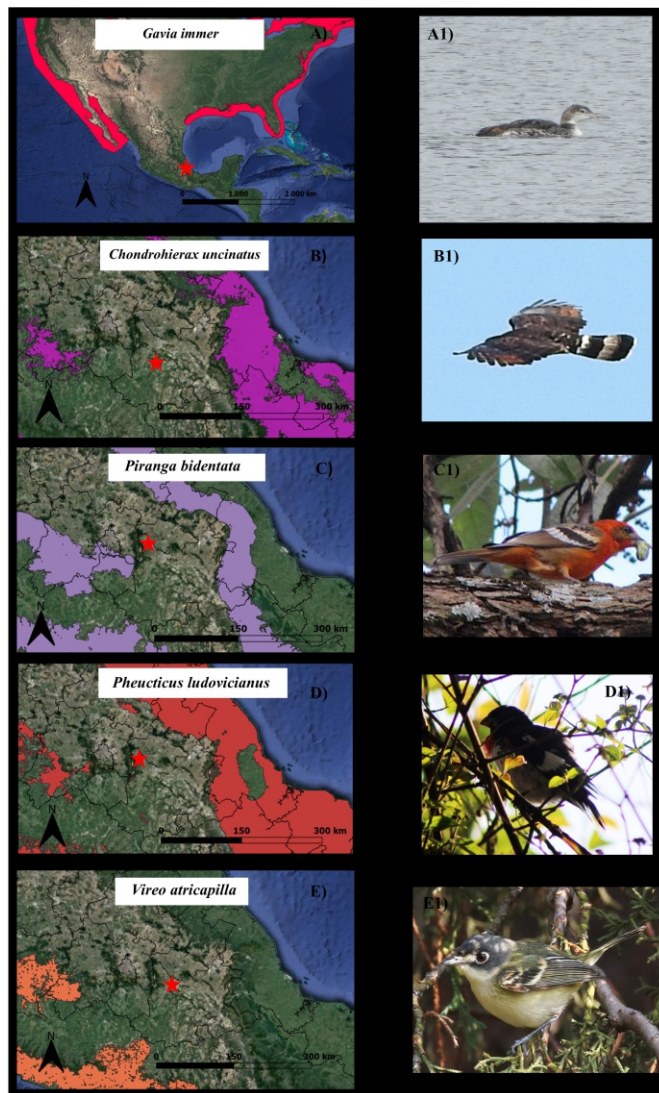 Gavia immer
A)
A1)
0 1.000 2.000 km
Chondrohierax uncinatus
B)
B1)
N
0 150 300 km
Piranga bidentata
C)
C1)
N
0 150 300 km
Pheucticus ludovicianus
D)
D1)
N
0 150 300 km
Vireo atricapilla
E)
E1)
N
0 150 300 km